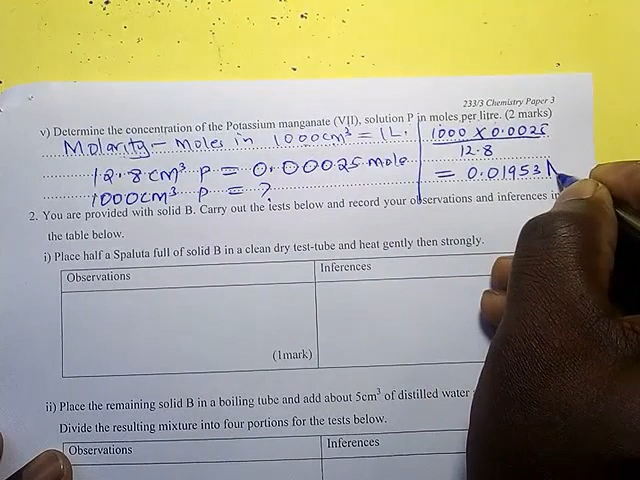 233/3 Chemistry Paper 3
v) Determine the concentration of the Potassium manganate (VII), solution P in moles per litre. (2 marks)
Molarity - moles in 1000cm³ = 1L.
12.8cm³ P = 0.00025 mole
1000cm³ P = ?
1000 X 0.0025
12.8
= 0.01953
2. You are provided with solid B. Carry out the tests below and record your observations and inferences in
the table below.
i) Place half a Spaluta full of solid B in a clean dry test-tube and heat gently then strongly.
Observations
Inferences
(1mark)
ii) Place the remaining solid B in a boiling tube and add about 5cm³ of distilled water
Divide the resulting mixture into four portions for the tests below.
Observations
Inferences